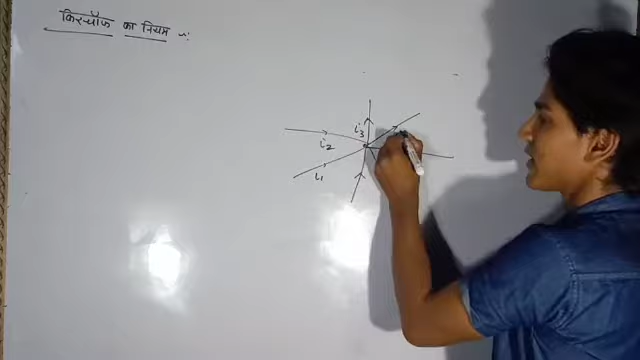 किरचॉफ का नियम :-
i₃
i₂
i₁